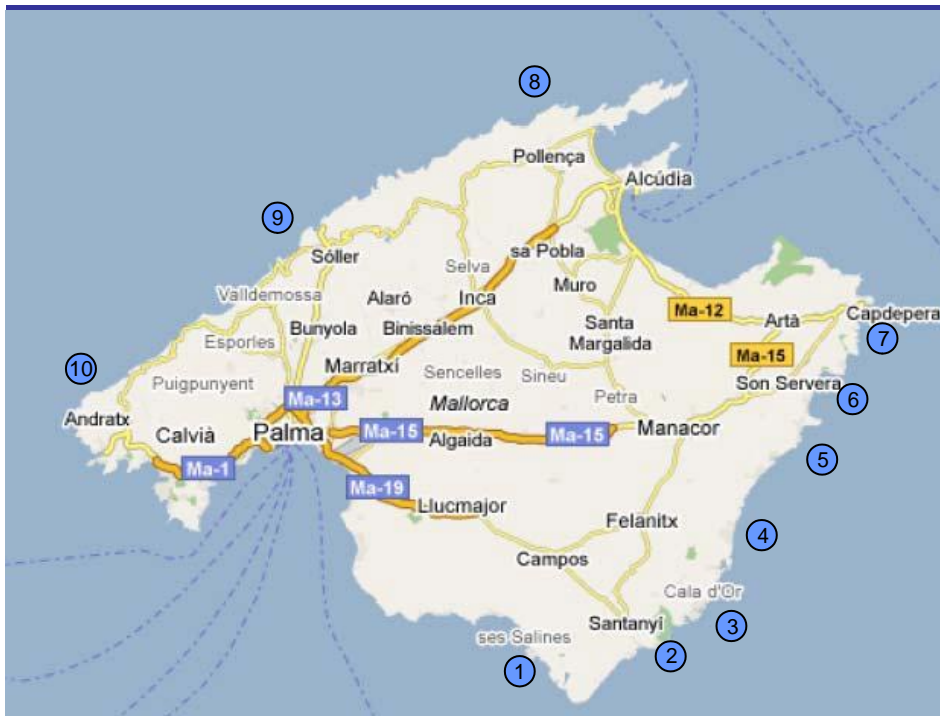 8
Pollença
Alcúdia
9
Sóller
sa Pobla
Selva
Muro
Valldemossa
Alaró
Inca
Ma-12
Capdepera
Artà
Bunyola
Binissalem
Santa
Margalida
7
Esporles
Marratxí
Ma-15
10
Puigpunyent
Sencelles
Sineu
Son Servera
Petra
6
Ma-13
Mallorca
Andratx
Calvià
Palma
Ma-15
Algaida
Ma-15
Manacor
5
Ma-1
Ma-19
Llucmajor
Felanitx
4
Campos
Cala d'Or
Santanyí
3
ses Salines
2
1